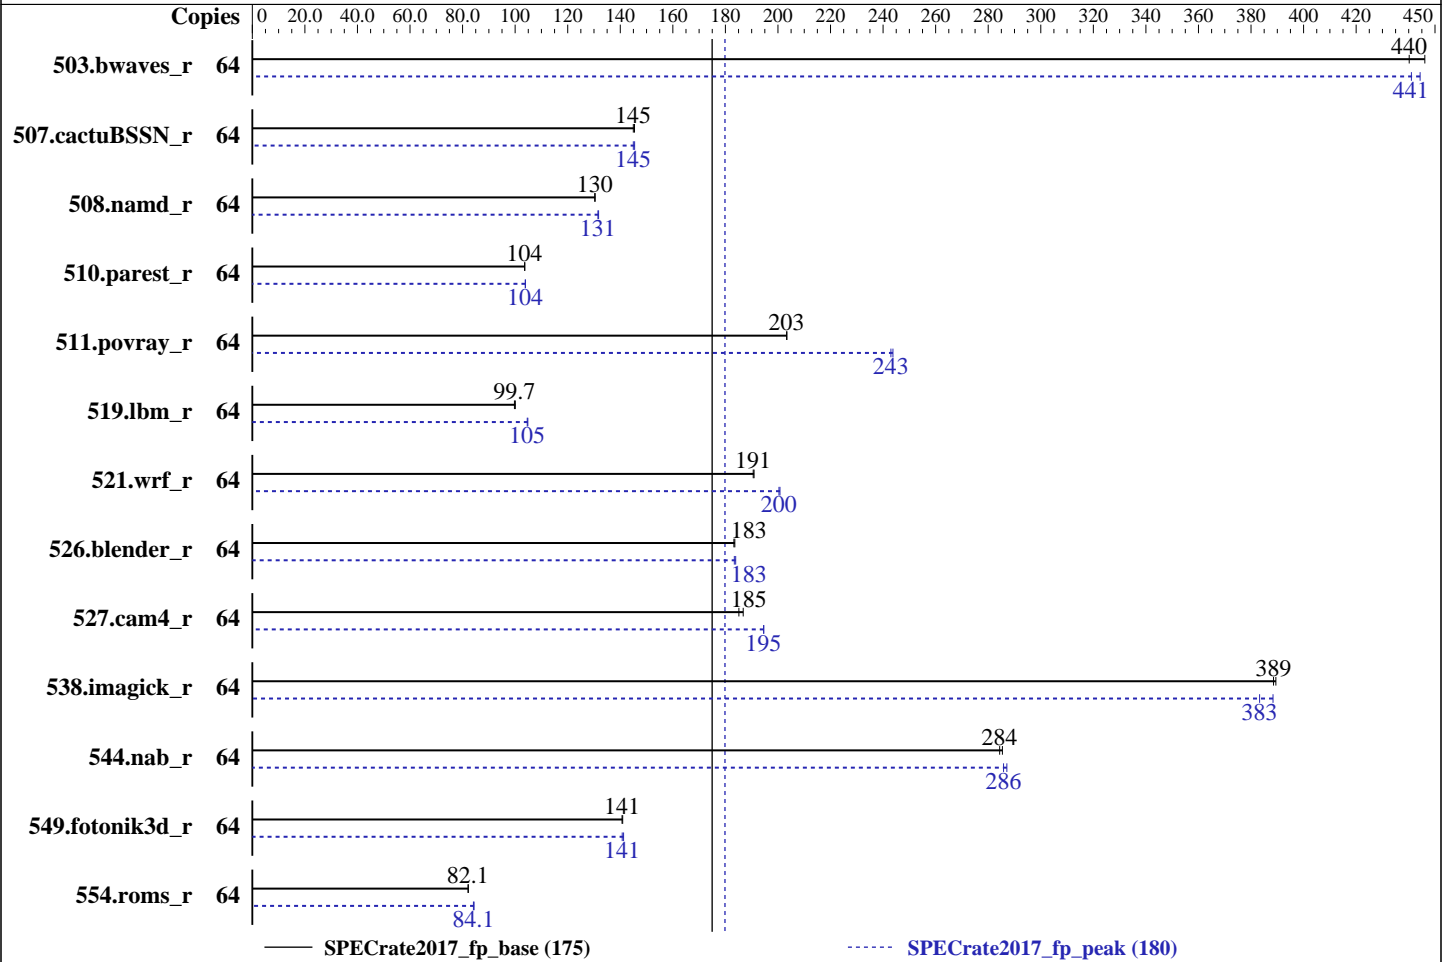 Copies 0 20.0 40.0 60.0 80.0 100 120 140 160 180 200 220 240 260 280 300 320 340 360 380 400 420 450
503.bwaves_r 64 440
441
507.cactuBSSN_r 64 145
145
508.namd_r 64 130
131
510.parest_r 64 104
104
511.povray_r 64 203
243
519.lbm_r 64 99.7
105
521.wrf_r 64 191
200
526.blender_r 64 183
183
527.cam4_r 64 185
195
538.imagick_r 64 389
383
544.nab_r 64 284
286
549.fotonik3d_r 64 141
141
554.roms_r 64 82.1
84.1
SPECrate2017_fp_base (175) SPECrate2017_fp_peak (180)